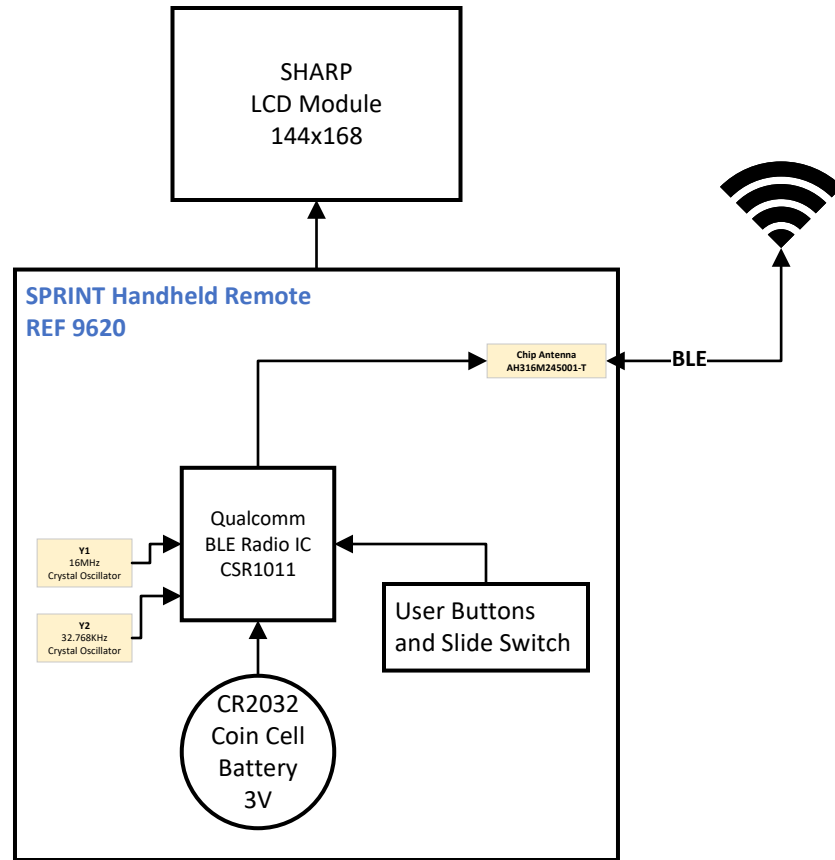 SHARP
LCD Module
144x168
SPRINT Handheld Remote
REF 9620
Chip Antenna
AH316M245001-T
BLE
Qualcomm
BLE Radio IC
CSR1011
Y1
16MHz
Crystal Oscillator
Y2
32.768KHz
Crystal Oscillator
User Buttons
and Slide Switch
CR2032
Coin Cell
Battery
3V